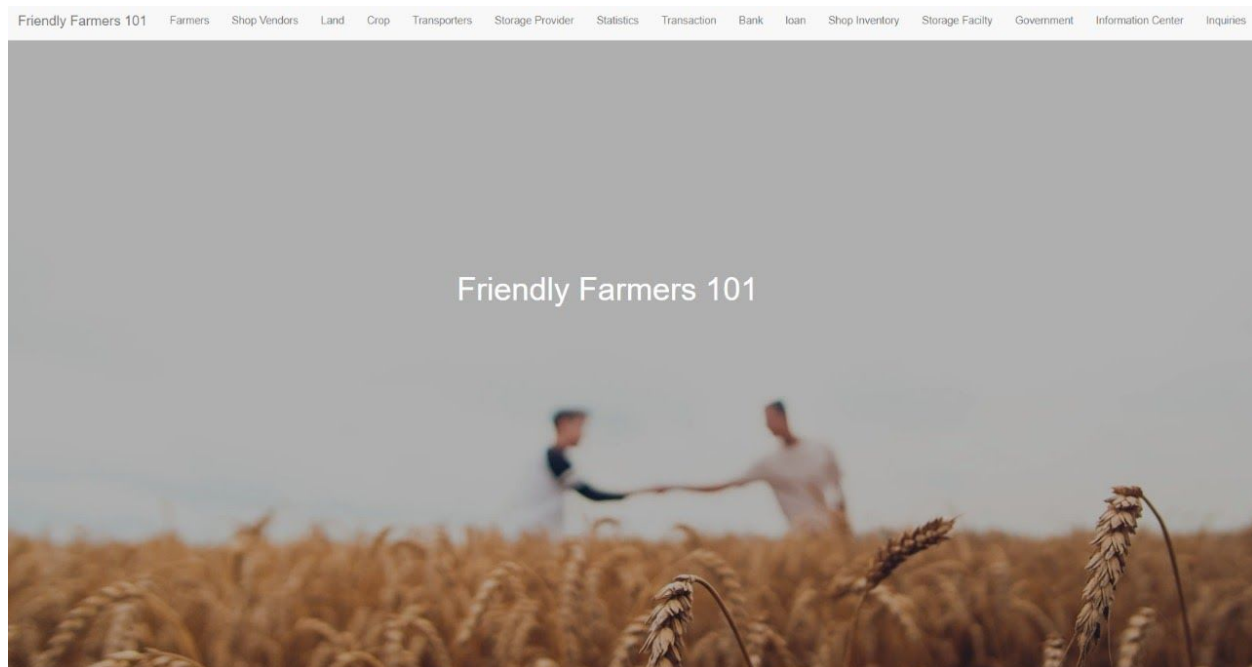 Friendly Farmers 101 Farmers Shop Vendors Land Crop Transporters Storage Provider Statistics Transaction Bank loan Shop Inventory Storage Facilty Government Information Center Inquiries
Friendly Farmers 101